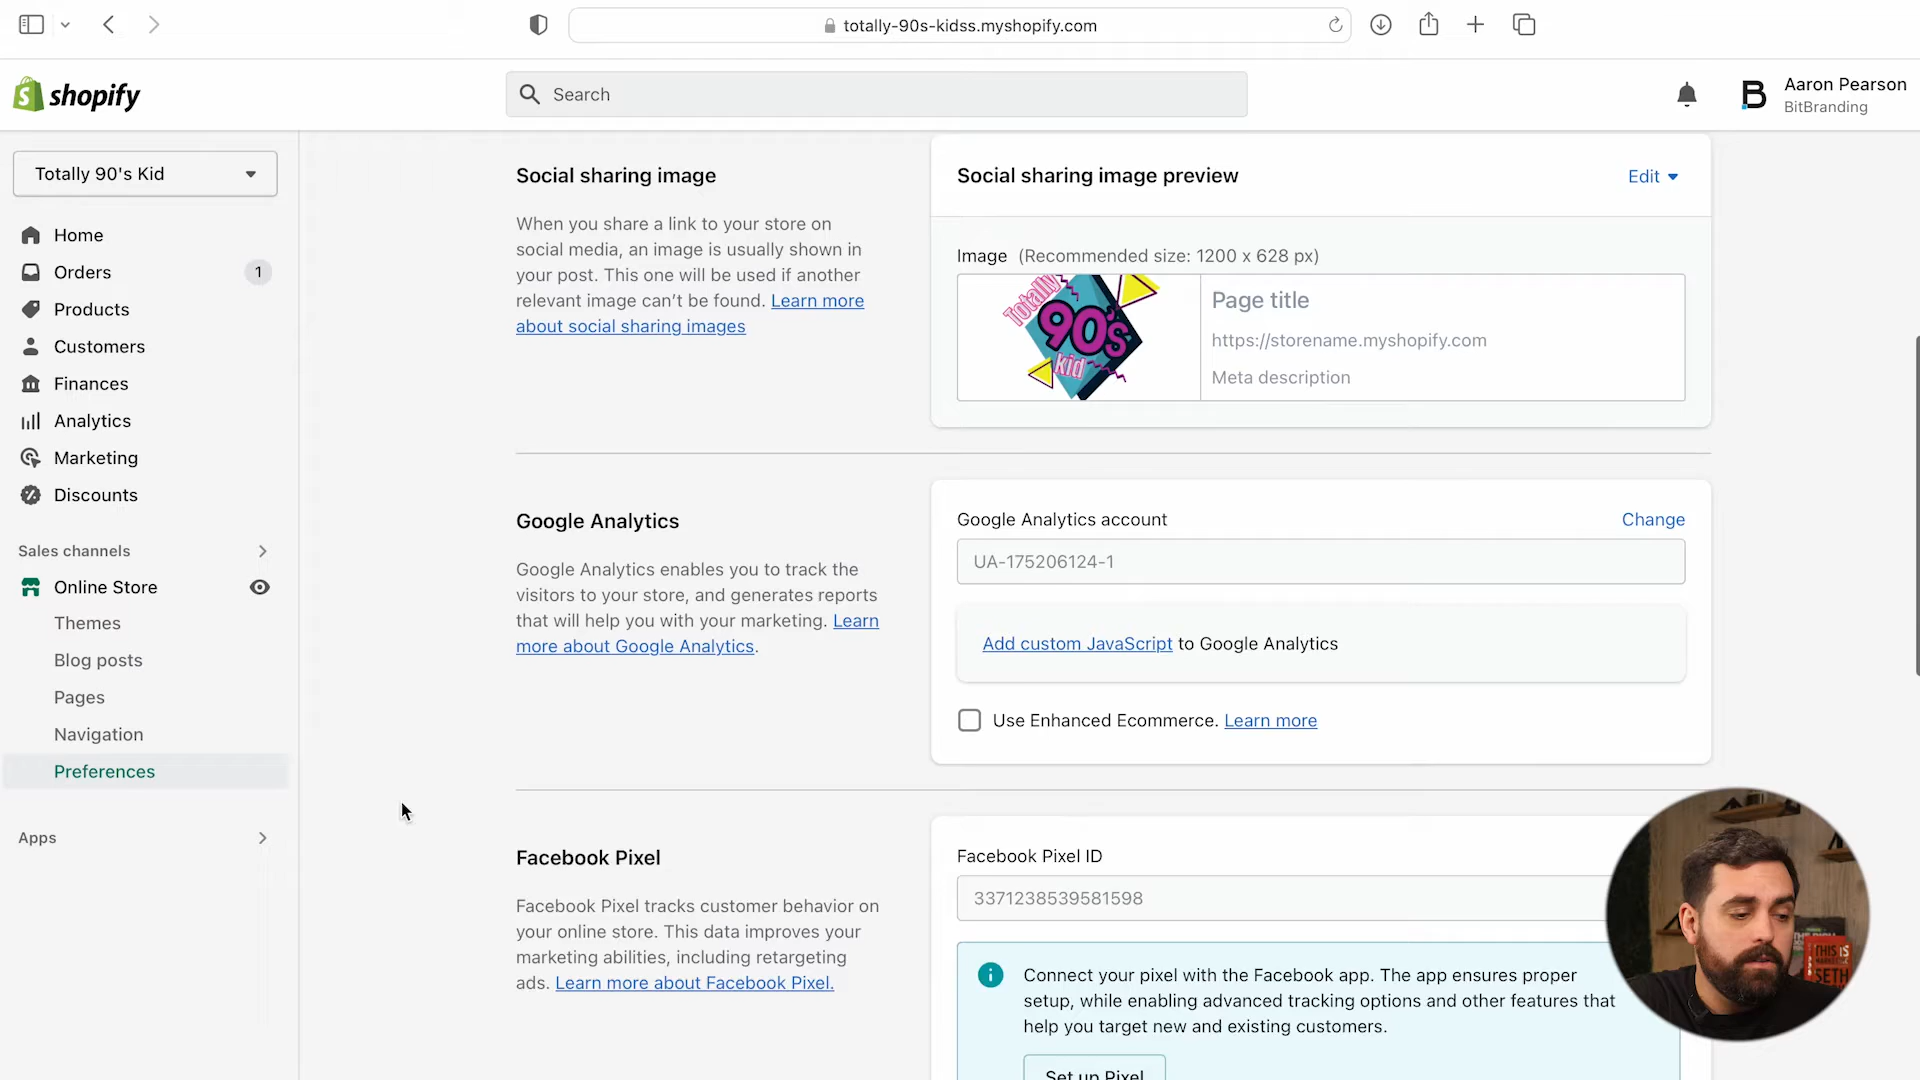 totally-90s-kidss.myshopify.com
shopify
Search
Aaron Pearson
BitBranding
Totally 90's Kid
Home
Orders
1
Products
Customers
Finances
Analytics
Marketing
Discounts
Sales channels
Online Store
Themes
Blog posts
Pages
Navigation
Preferences
Apps
Social sharing image
When you share a link to your store on
social media, an image is usually shown in
your post. This one will be used if another
relevant image can't be found. Learn more
about social sharing images
Social sharing image preview
Edit
Image (Recommended size: 1200 x 628 px)
Totally
90's
kid
Page title
https://storename.myshopify.com
Meta description
Google Analytics
Google Analytics enables you to track the
visitors to your store, and generates reports
that will help you with your marketing. Learn
more about Google Analytics.
Google Analytics account
Change
UA-175206124-1
Add custom JavaScript to Google Analytics
Use Enhanced Ecommerce. Learn more
Facebook Pixel
Facebook Pixel tracks customer behavior on
your online store. This data improves your
marketing abilities, including retargeting
ads. Learn more about Facebook Pixel.
Facebook Pixel ID
3371238539581598
Connect your pixel with the Facebook app. The app ensures proper
setup, while enabling advanced tracking options and other features that
help you target new and existing customers.
Set up Pixel
THIS IS
MARKETING
SETH